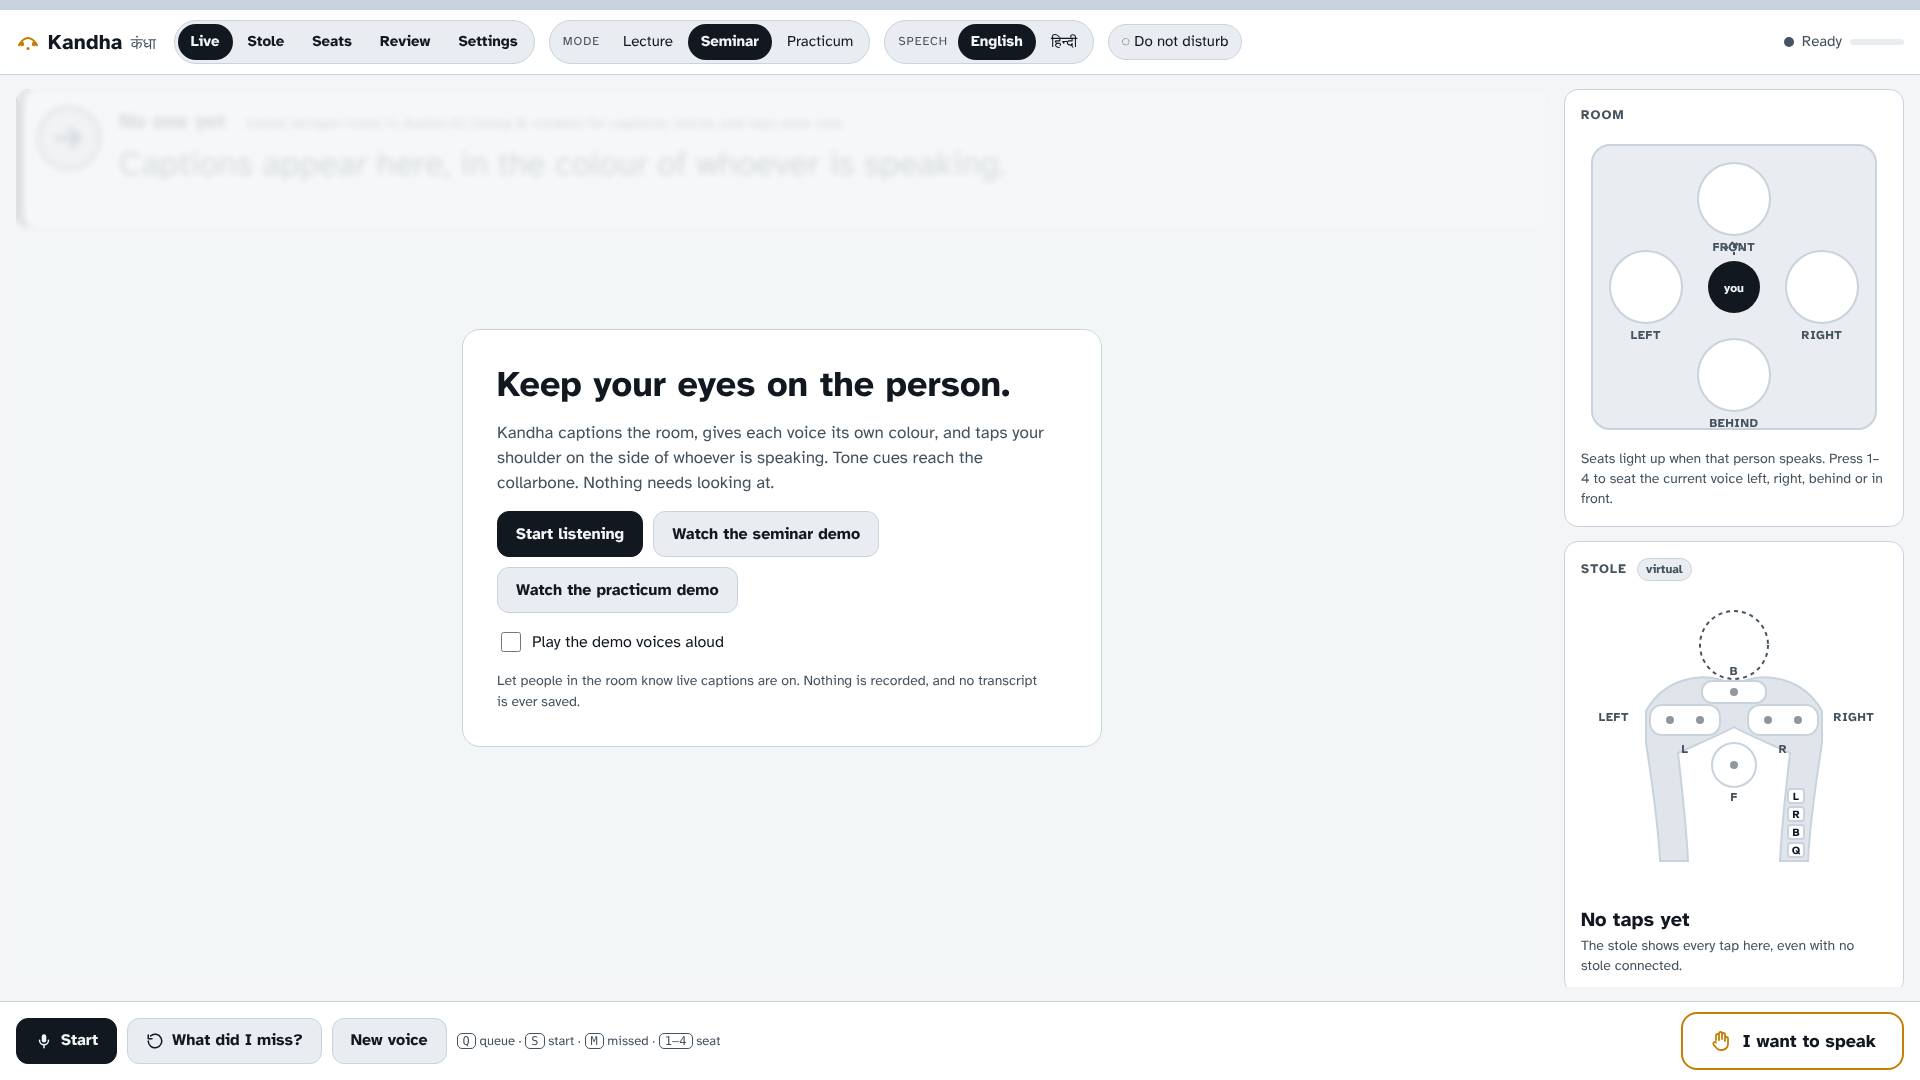 Kandha कंधा
Live Stole Seats Review Settings
MODE Lecture Seminar Practicum
SPEECH English हिन्दी
Do not disturb
Ready
No one yet
Captions appear here, in the colour of whoever is speaking.
Keep your eyes on the person.
Kandha captions the room, gives each voice its own colour, and taps your
shoulder on the side of whoever is speaking. Tone cues reach the
collarbone. Nothing needs looking at.
Start listening Watch the seminar demo
Watch the practicum demo
Play the demo voices aloud
Let people in the room know live captions are on. Nothing is recorded, and no transcript
is ever saved.
ROOM
FRONT
you
LEFT RIGHT
BEHIND
Seats light up when that person speaks. Press 1–
4 to seat the current voice left, right, behind or in
front.
STOLE virtual
B
LEFT RIGHT
L R
F
L
R
B
Q
No taps yet
The stole shows every tap here, even with no
stole connected.
Start What did I miss? New voice Q queue · S start · M missed · 1–4 seat
I want to speak